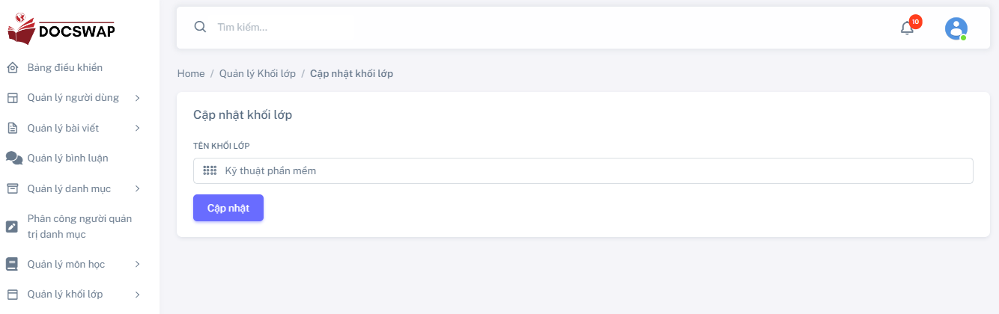 DOCSWAP
Bảng điều khiển
Quản lý người dùng
Quản lý bài viết
Quản lý bình luận
Quản lý danh mục
Phân công người quản
trị danh mục
Quản lý môn học
Quản lý khối lớp
Tìm kiếm...
10
Home / Quản lý Khối lớp / Cập nhật khối lớp
Cập nhật khối lớp
TÊN KHỐI LỚP
Kỹ thuật phần mềm
Cập nhật